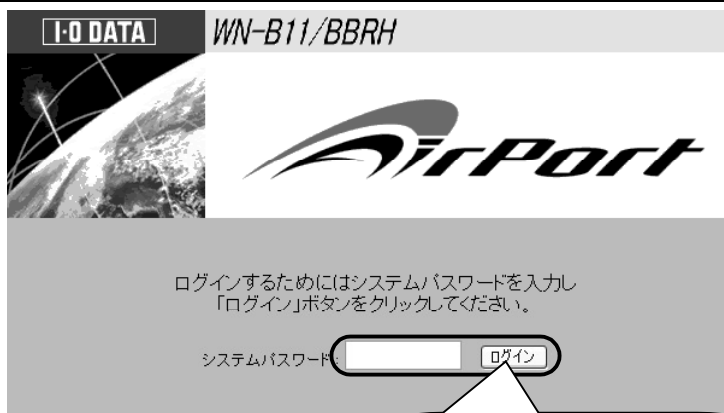 I・O DATA
WN-B11/BBRH
AirPort
ログインするためにはシステムパスワードを入力し
「ログイン」ボタンをクリックしてください。
システムパスワード: ログイン